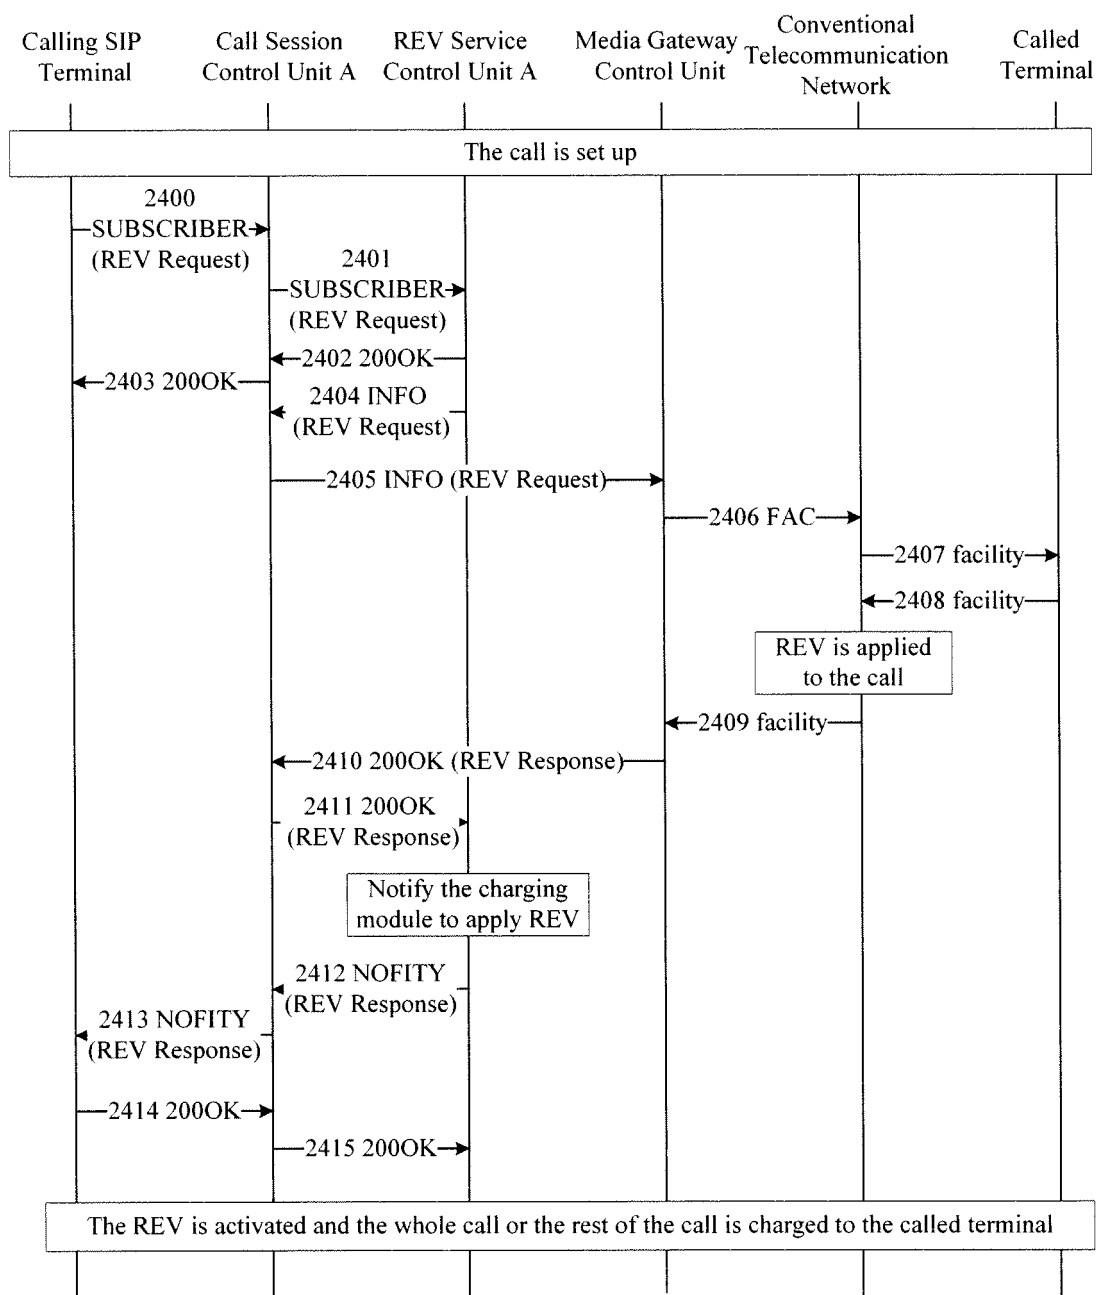 Calling SIP
Terminal
Call Session
Control Unit A
REV Service
Control Unit A
Media Gateway
Control Unit
Conventional
Telecommunication
Network
Called
Terminal
The call is set up
2400
SUBSCRIBER
(REV Request)
2401
SUBSCRIBER
(REV Request)
2402 200OK
2403 200OK
2404 INFO
(REV Request)
2405 INFO (REV Request)
2406 FAC
2407 facility
2408 facility
REV is applied
to the call
2409 facility
2410 200OK (REV Response)
2411 200OK
(REV Response)
Notify the charging
module to apply REV
2412 NOFITY
(REV Response)
2413 NOFITY
(REV Response)
2414 200OK
2415 200OK
The REV is activated and the whole call or the rest of the call is charged to the called terminal